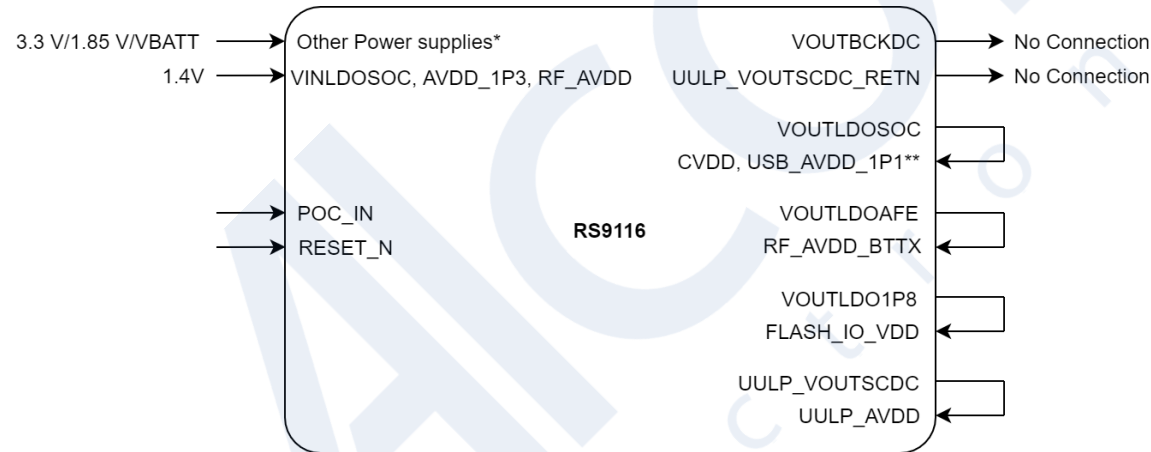 3.3 V/1.85 V/VBATT
Other Power supplies*
VOUTBCKDC
No Connection
1.4V
VINLDOSOC, AVDD_1P3, RF_AVDD
UULP_VOUTSCDC_RETN
No Connection
VOUTLDOSOC
CVDD, USB_AVDD_1P1**
POC_IN
VOUTLDOAFE
RS9116
RESET_N
RF_AVDD_BTTX
VOUTLDO1P8
FLASH_IO_VDD
UULP_VOUTSCDC
UULP_AVDD